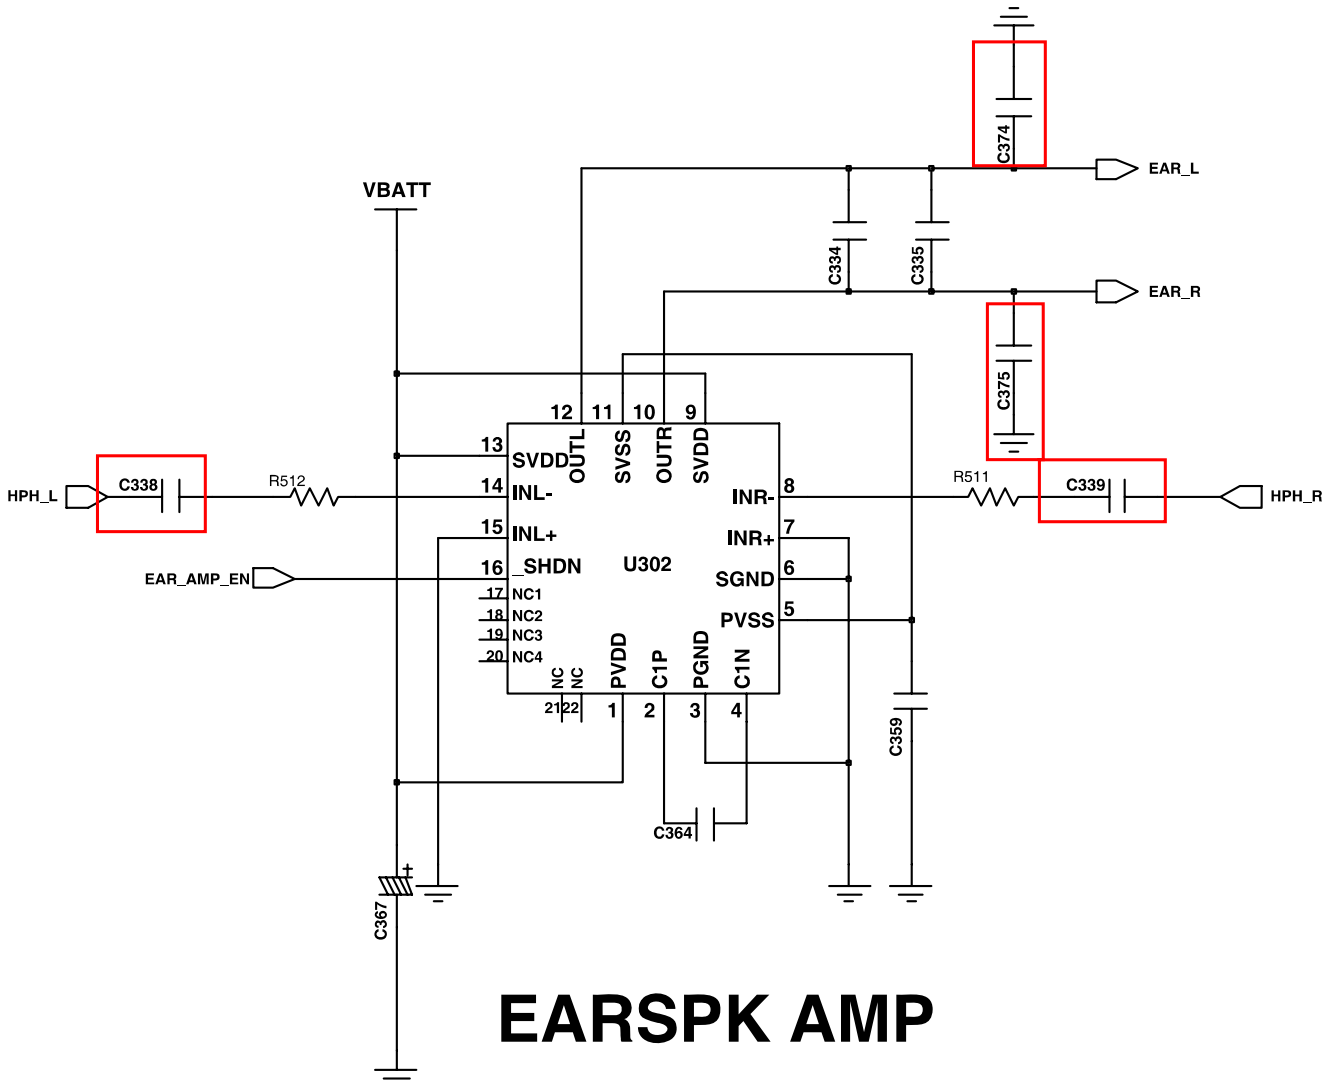 C374
EAR_L
VBATT
C334
C335
EAR_R
C375
12
11
10
9
OUTL
SVSS
OUTR
SVDD
13
SVDD
HPH_L
C338
R512
14
INL-
INR-
8
R511
C339
HPH_R
15
INL+
INR+
7
EAR_AMP_EN
16
_SHDN
U302
SGND
6
17
NC1
18
NC2
PVSS
5
19
NC3
20
NC4
NC
NC
PVDD
C1P
PGND
C1N
21
22
1
2
3
4
C359
C364
+
C367
EARSPK AMP